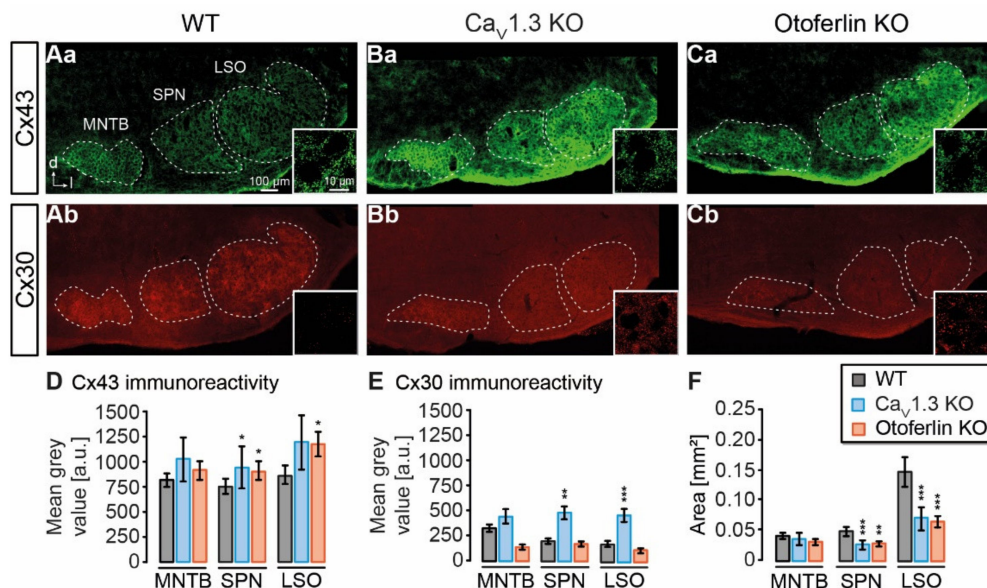 WT
Ca_V1.3 KO
Otoferlin KO
Cx43
Aa
LSO
SPN
MNTB
d
l
100 µm
10 µm
Ba
Ca
Cx30
Ab
Bb
Cb
D Cx43 immunoreactivity
Mean grey
value [a.u.]
1500
1250
1000
750
500
250
0
*
*
*
MNTB SPN LSO
E Cx30 immunoreactivity
Mean grey
value [a.u.]
1500
1250
1000
750
500
250
0
**
***
MNTB SPN LSO
F
WT
Ca_V1.3 KO
Otoferlin KO
Area [mm²]
0.25
0.20
0.15
0.10
0.05
0
***
**
***
***
MNTB SPN LSO